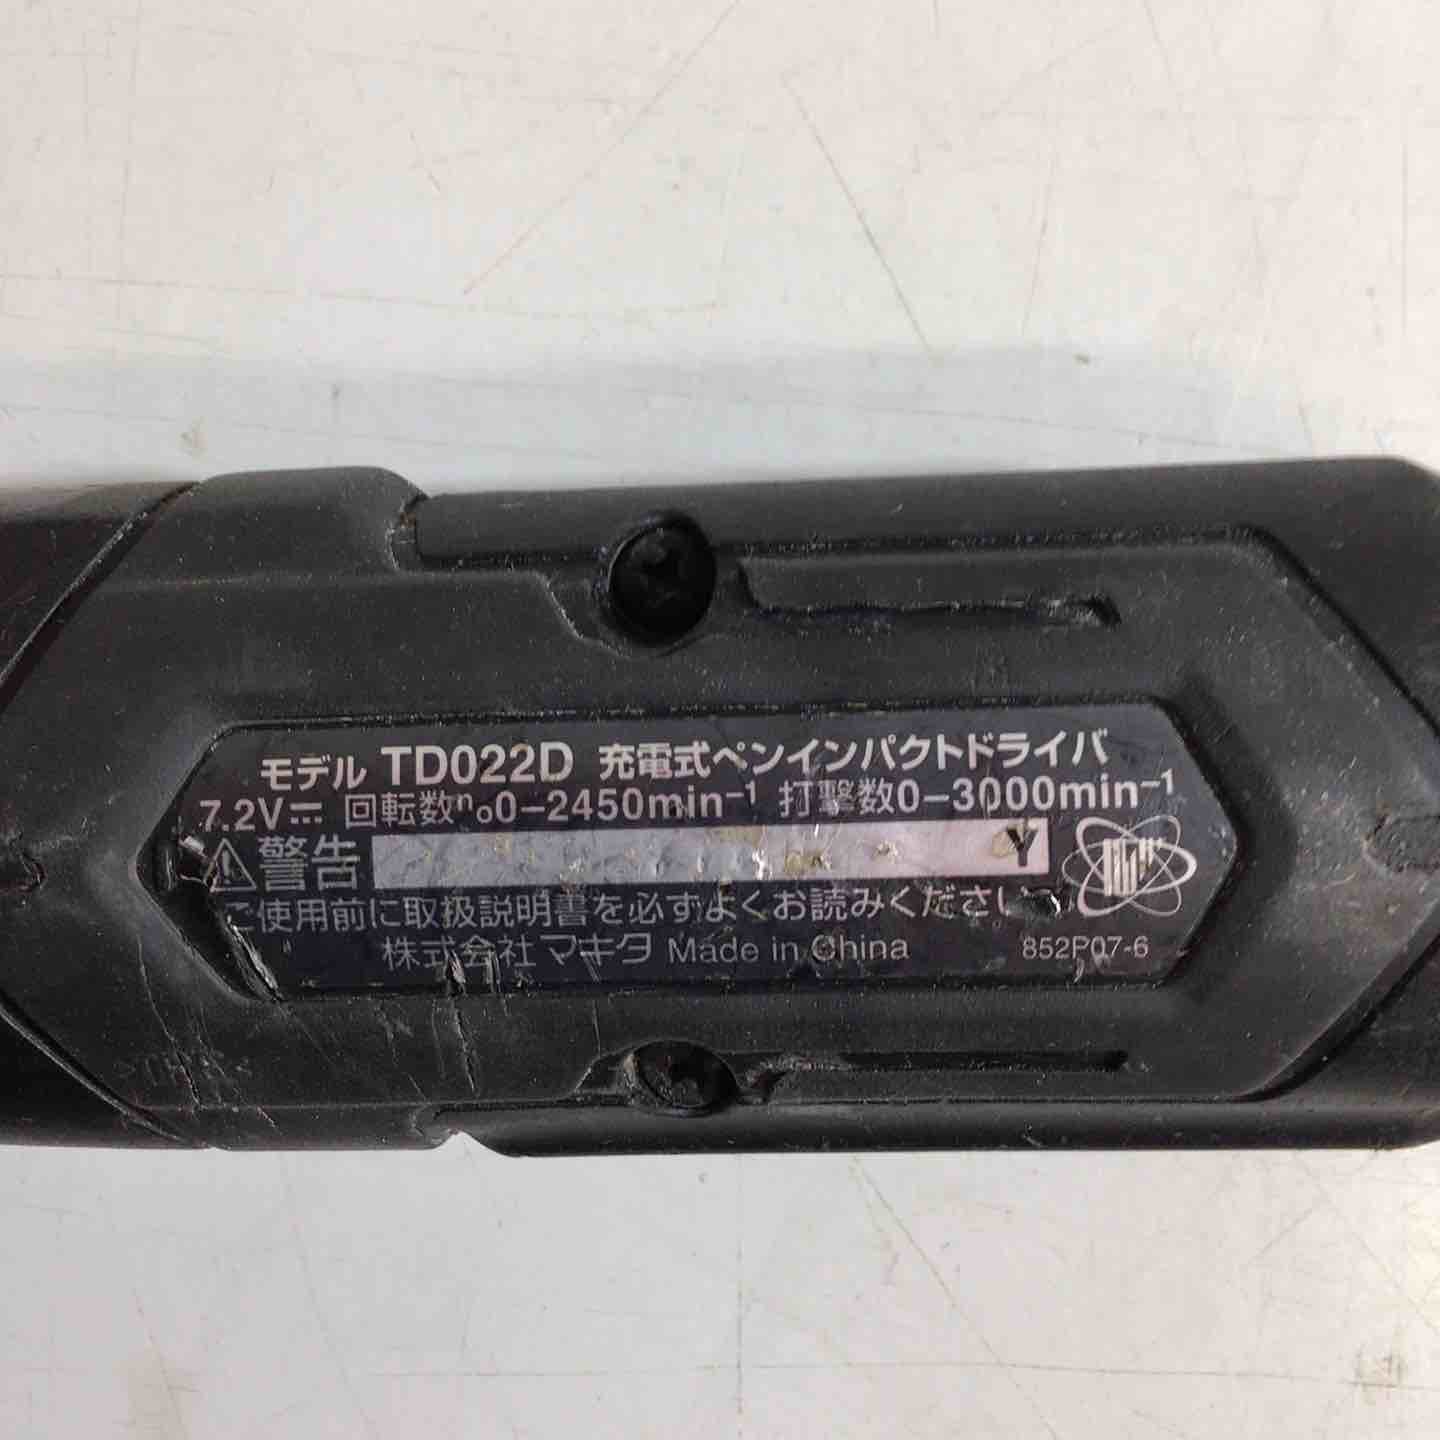 モデル TD022D 充電式ペンインパクトドライバ
7.2V⎓ 回転数n₀0-2450min⁻¹ 打撃数0-3000min⁻¹
⚠警告 Y
ご使用前に取扱説明書を必ずよくお読みください
株式会社マキタ Made in China 852P07-6